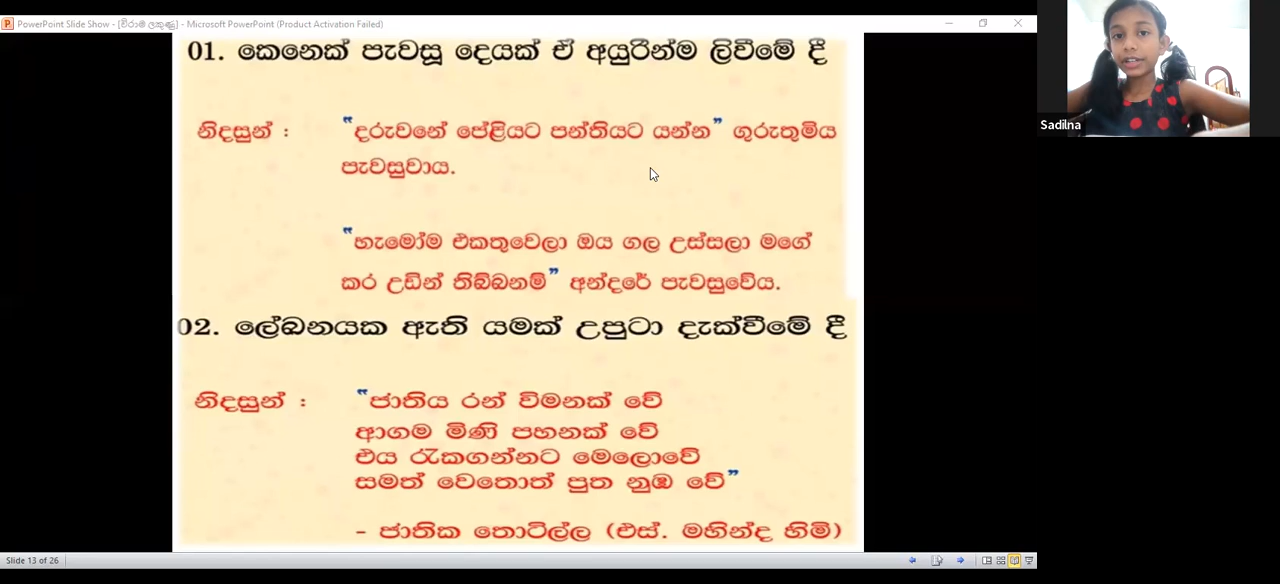 PowerPoint Slide Show - [විරාම ලකුණු] - Microsoft PowerPoint (Product Activation Failed)
01. කෙනෙක් පැවසූ දෙයක් ඒ අයුරින්ම ලිවීමේ දී
නිදසුන් : "දරුවනේ පේළියට පන්තියට යන්න" ගුරුතුමිය
පැවසුවාය.
"හැමෝම එකතුවෙලා ඔය ගල උස්සලා මගේ
කර උඩින් තිබ්බනම්" අන්දරේ පැවසුවේය.
02. ලේඛනයක ඇති යමක් උපුටා දැක්වීමේ දී
නිදසුන් : "ජාතිය රන් විමනක් වේ
ආගම මිණි පහනක් වේ
එය රැකගන්නට මෙලොවේ
සමත් වෙතොත් පුත නුඹ වේ"
- ජාතික තොටිල්ල (එස්. මහින්ද හිමි)
Sadilna
Slide 13 of 26